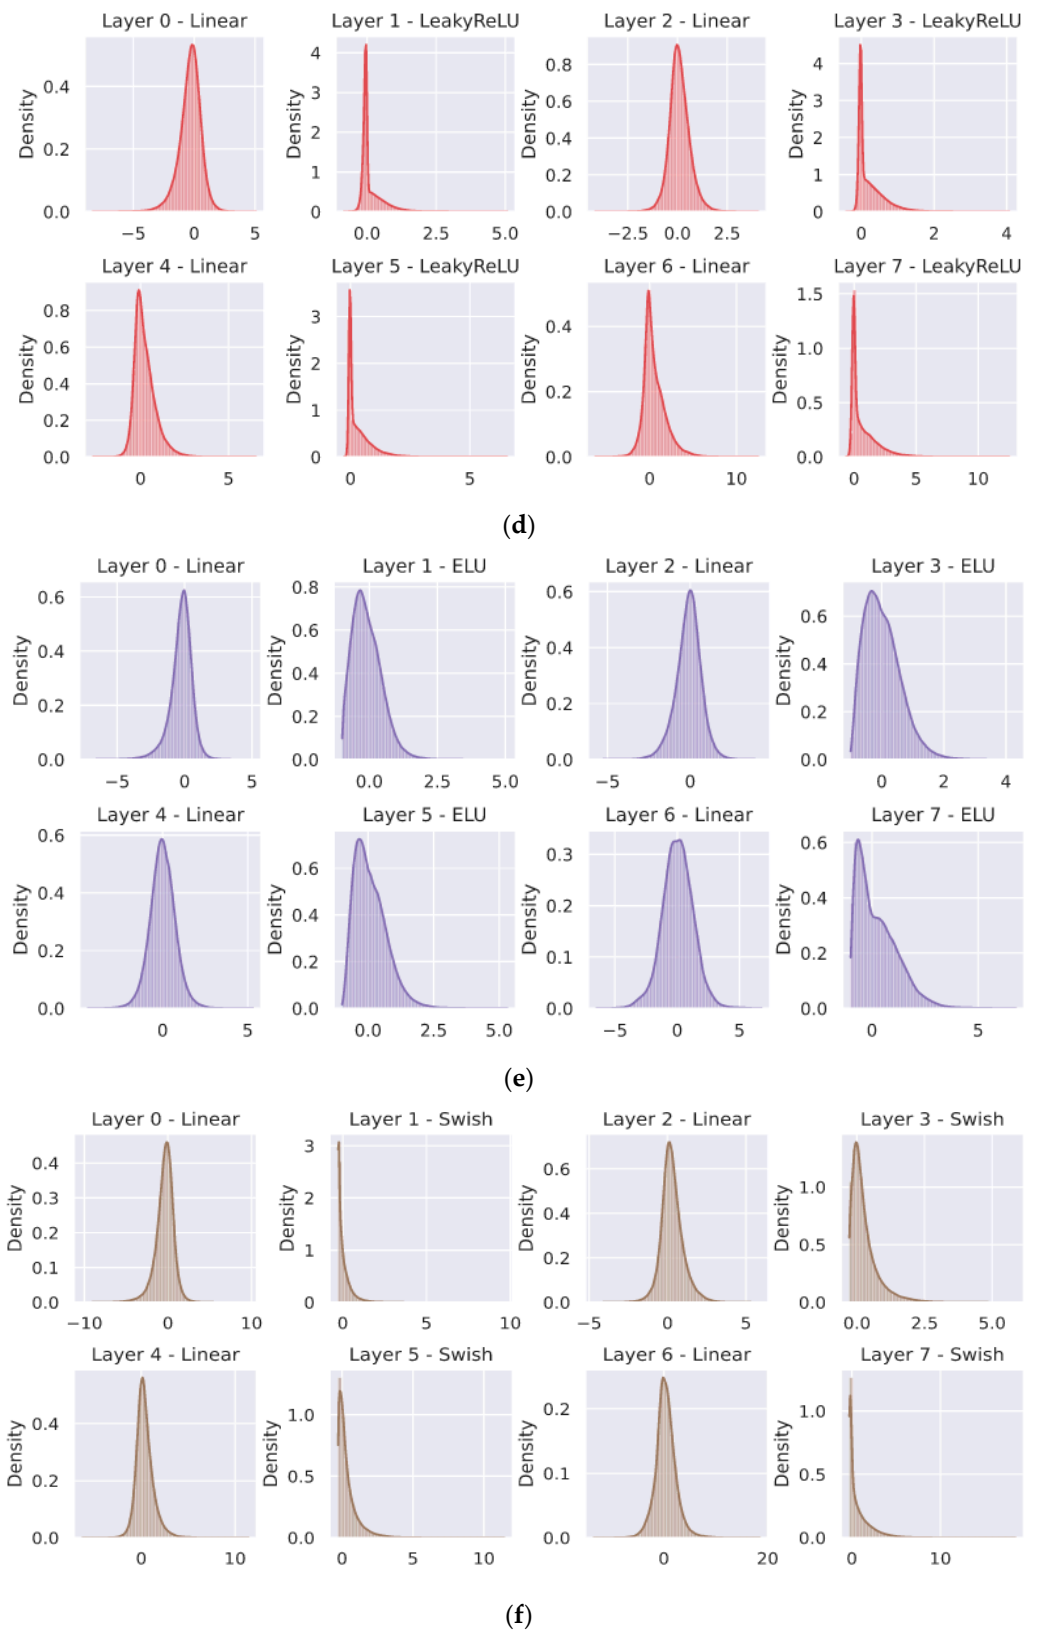 Layer 0 - Linear Layer 1 - LeakyReLU Layer 2 - Linear Layer 3 - LeakyReLU
Density 0.4 0.2 0.0 −5 0 5
Density 4 3 2 1 0 0.0 2.5 5.0
Density 0.8 0.6 0.4 0.2 0.0 −2.5 0.0 2.5
Density 4 3 2 1 0 0 2 4
Layer 4 - Linear Layer 5 - LeakyReLU Layer 6 - Linear Layer 7 - LeakyReLU
Density 0.8 0.6 0.4 0.2 0.0 0 5
Density 3 2 1 0 0 5
Density 0.4 0.2 0.0 0 10
Density 1.5 1.0 0.5 0.0 0 5 10
(d)
Layer 0 - Linear Layer 1 - ELU Layer 2 - Linear Layer 3 - ELU
Density 0.6 0.4 0.2 0.0 −5 0 5
Density 0.8 0.6 0.4 0.2 0.0 0.0 2.5 5.0
Density 0.6 0.4 0.2 0.0 −5 0
Density 0.6 0.4 0.2 0.0 0 2 4
Layer 4 - Linear Layer 5 - ELU Layer 6 - Linear Layer 7 - ELU
Density 0.6 0.4 0.2 0.0 0 5
Density 0.6 0.4 0.2 0.0 0.0 2.5 5.0
Density 0.3 0.2 0.1 0.0 −5 0 5
Density 0.6 0.4 0.2 0.0 0 5
(e)
Layer 0 - Linear Layer 1 - Swish Layer 2 - Linear Layer 3 - Swish
Density 0.4 0.3 0.2 0.1 0.0 −10 0 10
Density 3 2 1 0 0 5 10
Density 0.6 0.4 0.2 0.0 −5 0 5
Density 1.0 0.5 0.0 0.0 2.5 5.0
Layer 4 - Linear Layer 5 - Swish Layer 6 - Linear Layer 7 - Swish
Density 0.4 0.2 0.0 0 10
Density 1.0 0.5 0.0 0 5 10
Density 0.2 0.1 0.0 0 20
Density 1.0 0.5 0.0 0 10
(f)